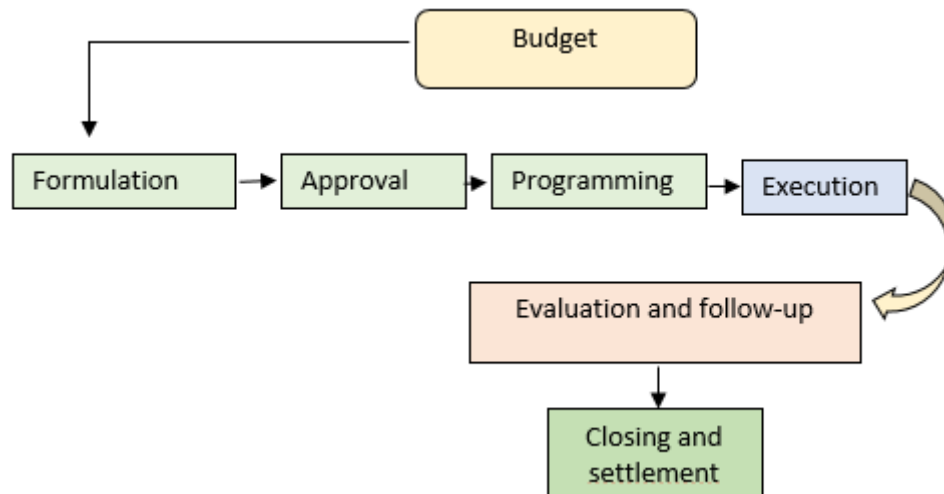 Budget
Formulation
Approval
Programming
Execution
Evaluation and follow-up
Closing and
settlement